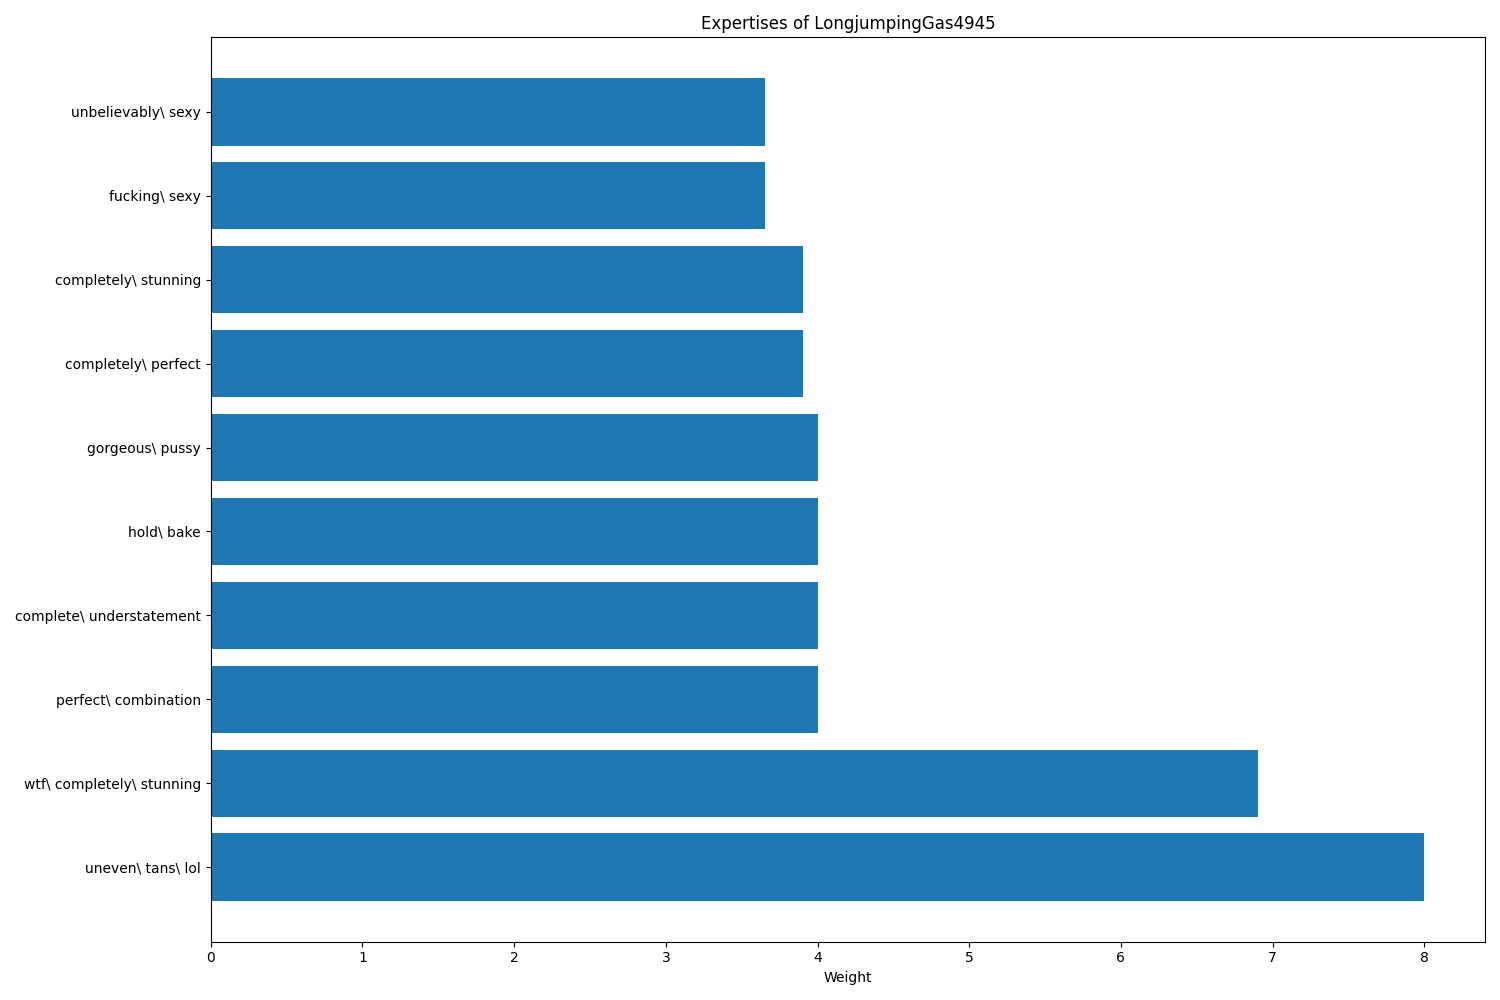 Expertises of LongjumpingGas4945
unbelievably\ sexy
fucking\ sexy
completely\ stunning
completely\ perfect
gorgeous\ pussy
hold\ bake
complete\ understatement
perfect\ combination
wtf\ completely\ stunning
uneven\ tans\ lol
0 1 2 3 4 5 6 7 8
Weight